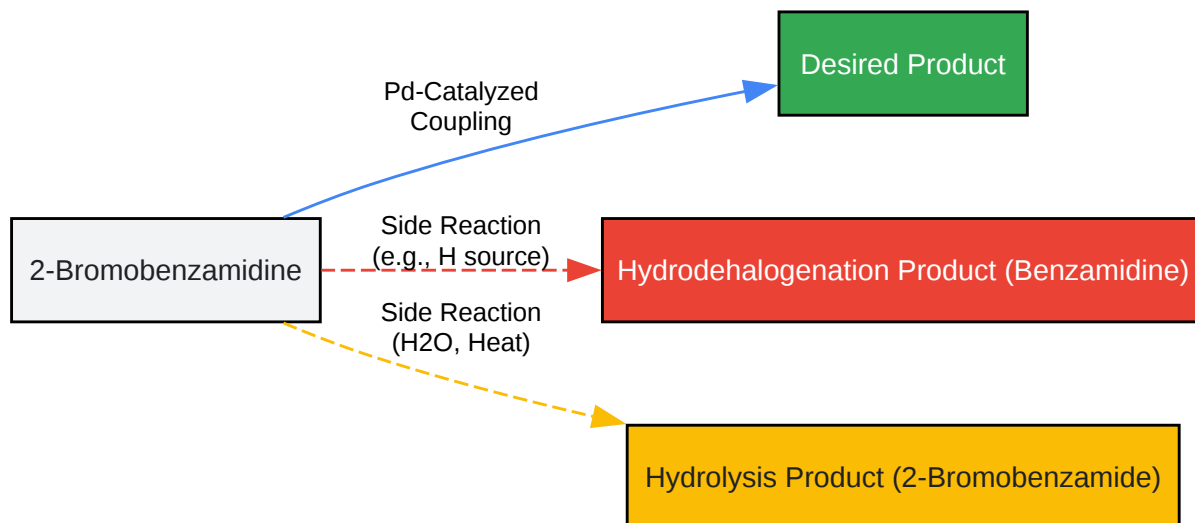 Desired Product
Pd-Catalyzed
Coupling
2-Bromobenzamidine
Side Reaction
(e.g., H source)
Hydrodehalogenation Product (Benzamidine)
Side Reaction
(H2O, Heat)
Hydrolysis Product (2-Bromobenzamide)